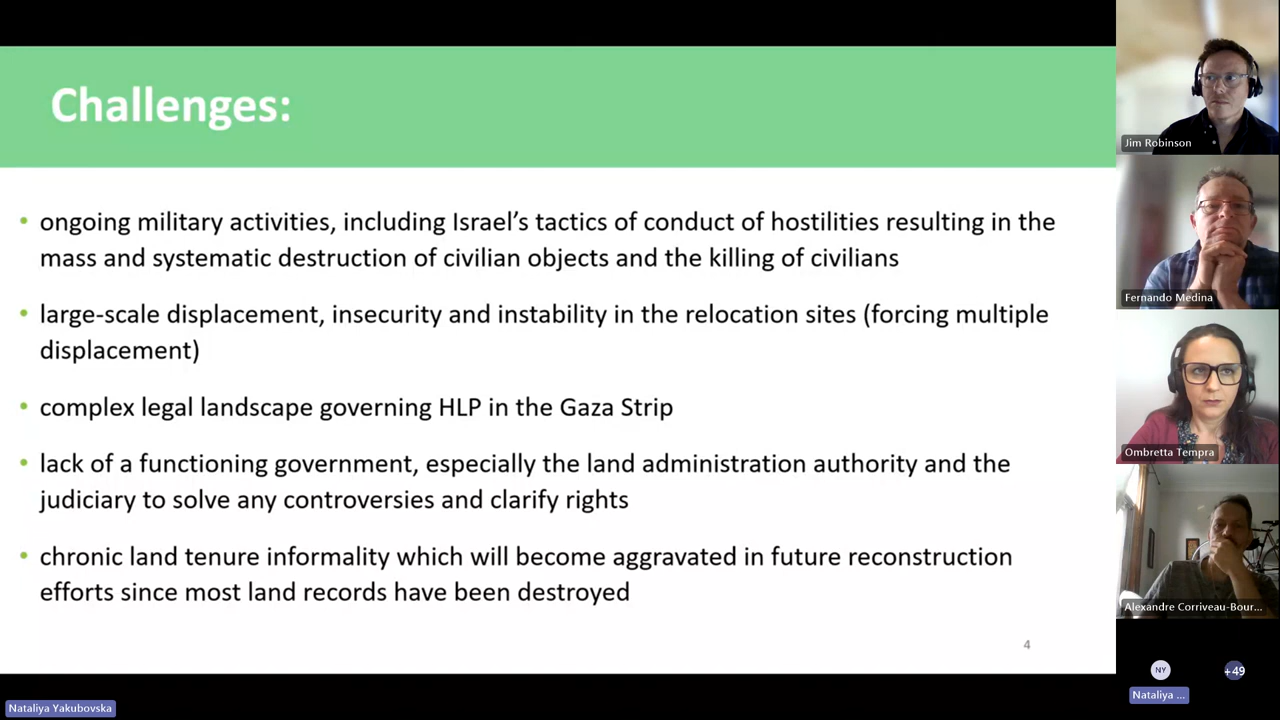 Challenges:
• ongoing military activities, including Israel’s tactics of conduct of hostilities resulting in the
mass and systematic destruction of civilian objects and the killing of civilians
• large-scale displacement, insecurity and instability in the relocation sites (forcing multiple
displacement)
• complex legal landscape governing HLP in the Gaza Strip
• lack of a functioning government, especially the land administration authority and the
judiciary to solve any controversies and clarify rights
• chronic land tenure informality which will become aggravated in future reconstruction
efforts since most land records have been destroyed
4
Nataliya Yakubovska
Jim Robinson
Fernando Medina
Ombretta Tempra
Alexandre Corriveau-Bour...
NY
+49
Nataliya ...